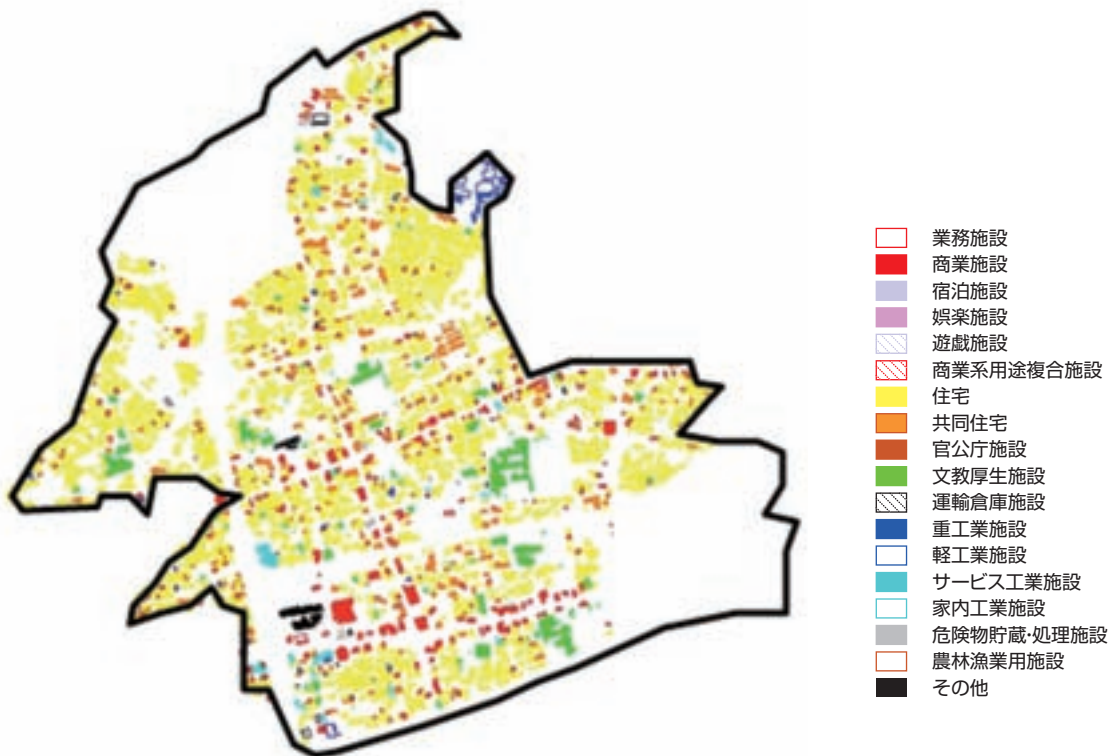 業務施設
商業施設
宿泊施設
娯楽施設
遊戯施設
商業系用途複合施設
住宅
共同住宅
官公庁施設
文教厚生施設
運輸倉庫施設
重工業施設
軽工業施設
サービス工業施設
家内工業施設
危険物貯蔵・処理施設
農林漁業用施設
その他